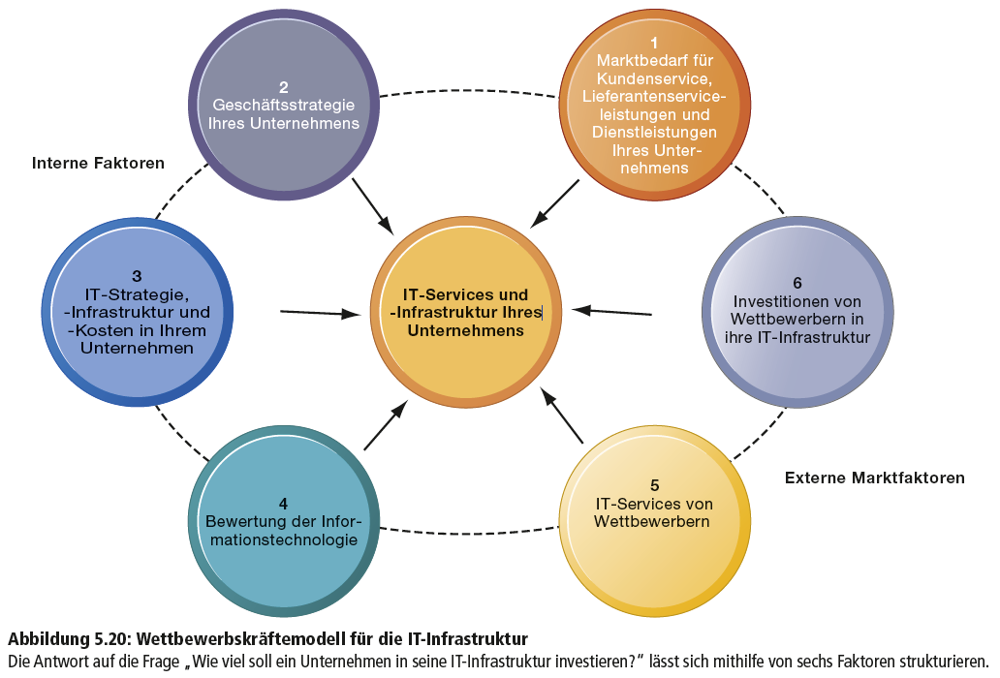 1
Marktbedarf für
Kundenservice,
Lieferantenservice-
leistungen und
Dienstleistungen
Ihres Unter-
nehmens
2
Geschäftsstrategie
Ihres Unternehmens
Interne Faktoren
3
IT-Strategie,
-Infrastruktur und
-Kosten in Ihrem
Unternehmen
IT-Services und
-Infrastruktur Ihres
Unternehmens
6
Investitionen von
Wettbewerbern in
ihre IT-Infrastruktur
4
Bewertung der Infor-
mationstechnologie
5
IT-Services von
Wettbewerbern
Externe Marktfaktoren
Abbildung 5.20: Wettbewerbskräftemodell für die IT-Infrastruktur
Die Antwort auf die Frage „Wie viel soll ein Unternehmen in seine IT-Infrastruktur investieren?“ lässt sich mithilfe von sechs Faktoren strukturieren.